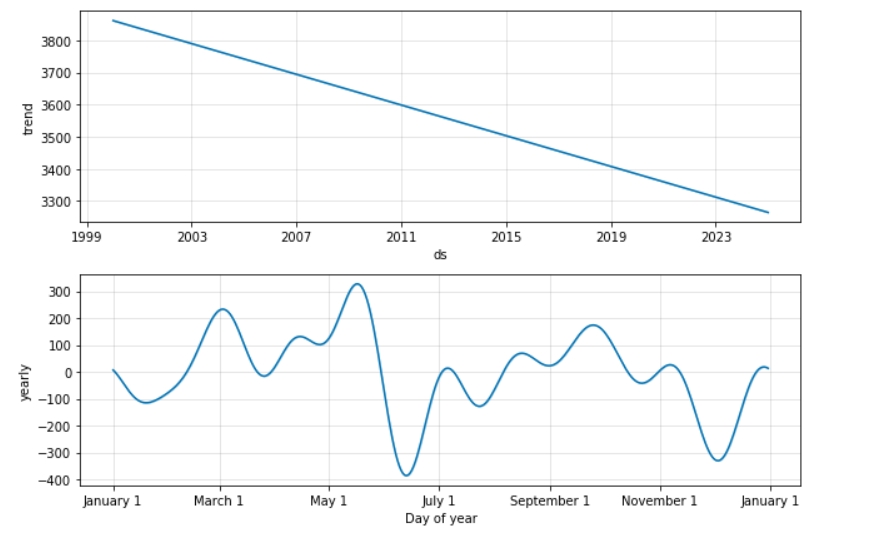 3800
3700
3600
3500
3400
3300
trend
1999 2003 2007 2011 2015 2019 2023
ds
300
200
100
0
−100
−200
−300
−400
yearly
January 1 March 1 May 1 July 1 September 1 November 1 January 1
Day of year